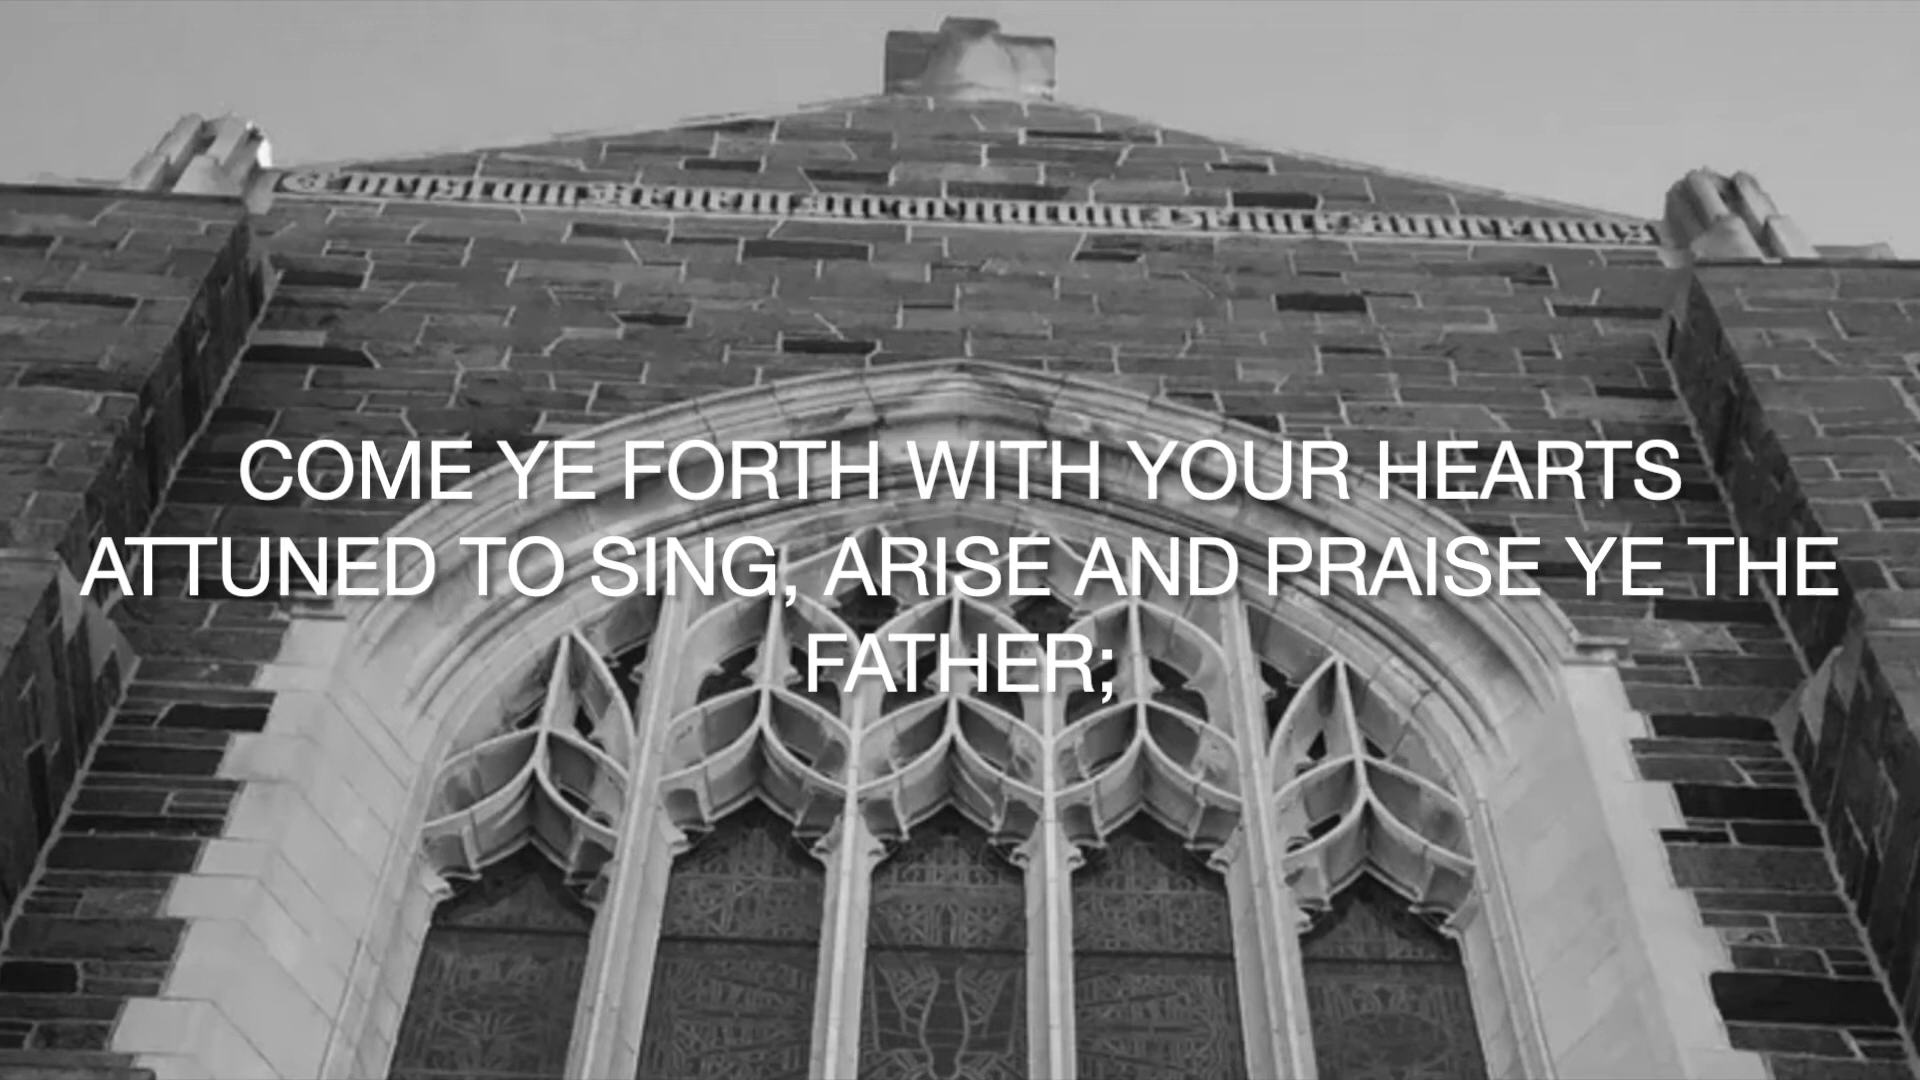 COME YE FORTH WITH YOUR HEARTS
ATTUNED TO SING, ARISE AND PRAISE YE THE
FATHER;